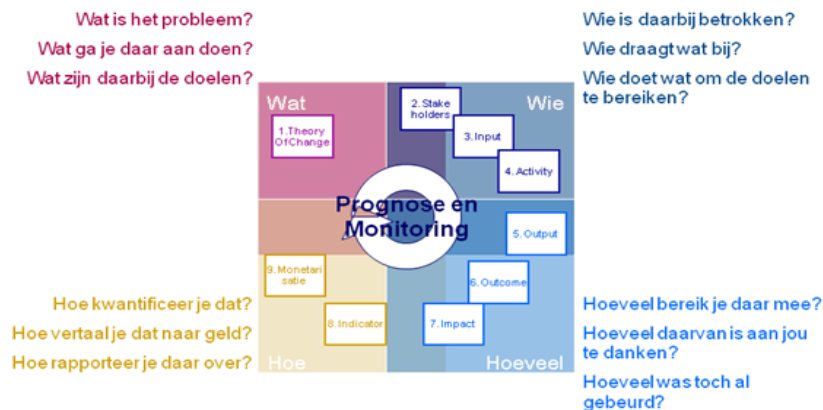 Wat is het probleem?
Wat ga je daar aan doen?
Wat zijn daarbij de doelen?
Wie is daarbij betrokken?
Wie draagt wat bij?
Wie doet wat om de doelen
te bereiken?
Wat
1.Theory
OfChange
2.Stake
holders
Wie
3.Input
4.Activity
Prognose en
Monitoring
5.Output
6.Outcome
7.Impact
Hoeveel
9.Monetari
satie
8.Indicator
Hoe
Hoe kwantificeer je dat?
Hoe vertaal je dat naar geld?
Hoe rapporteer je daar over?
Hoeveel bereik je daar mee?
Hoeveel daarvan is aan jou
te danken?
Hoeveel was toch al
gebeurd?